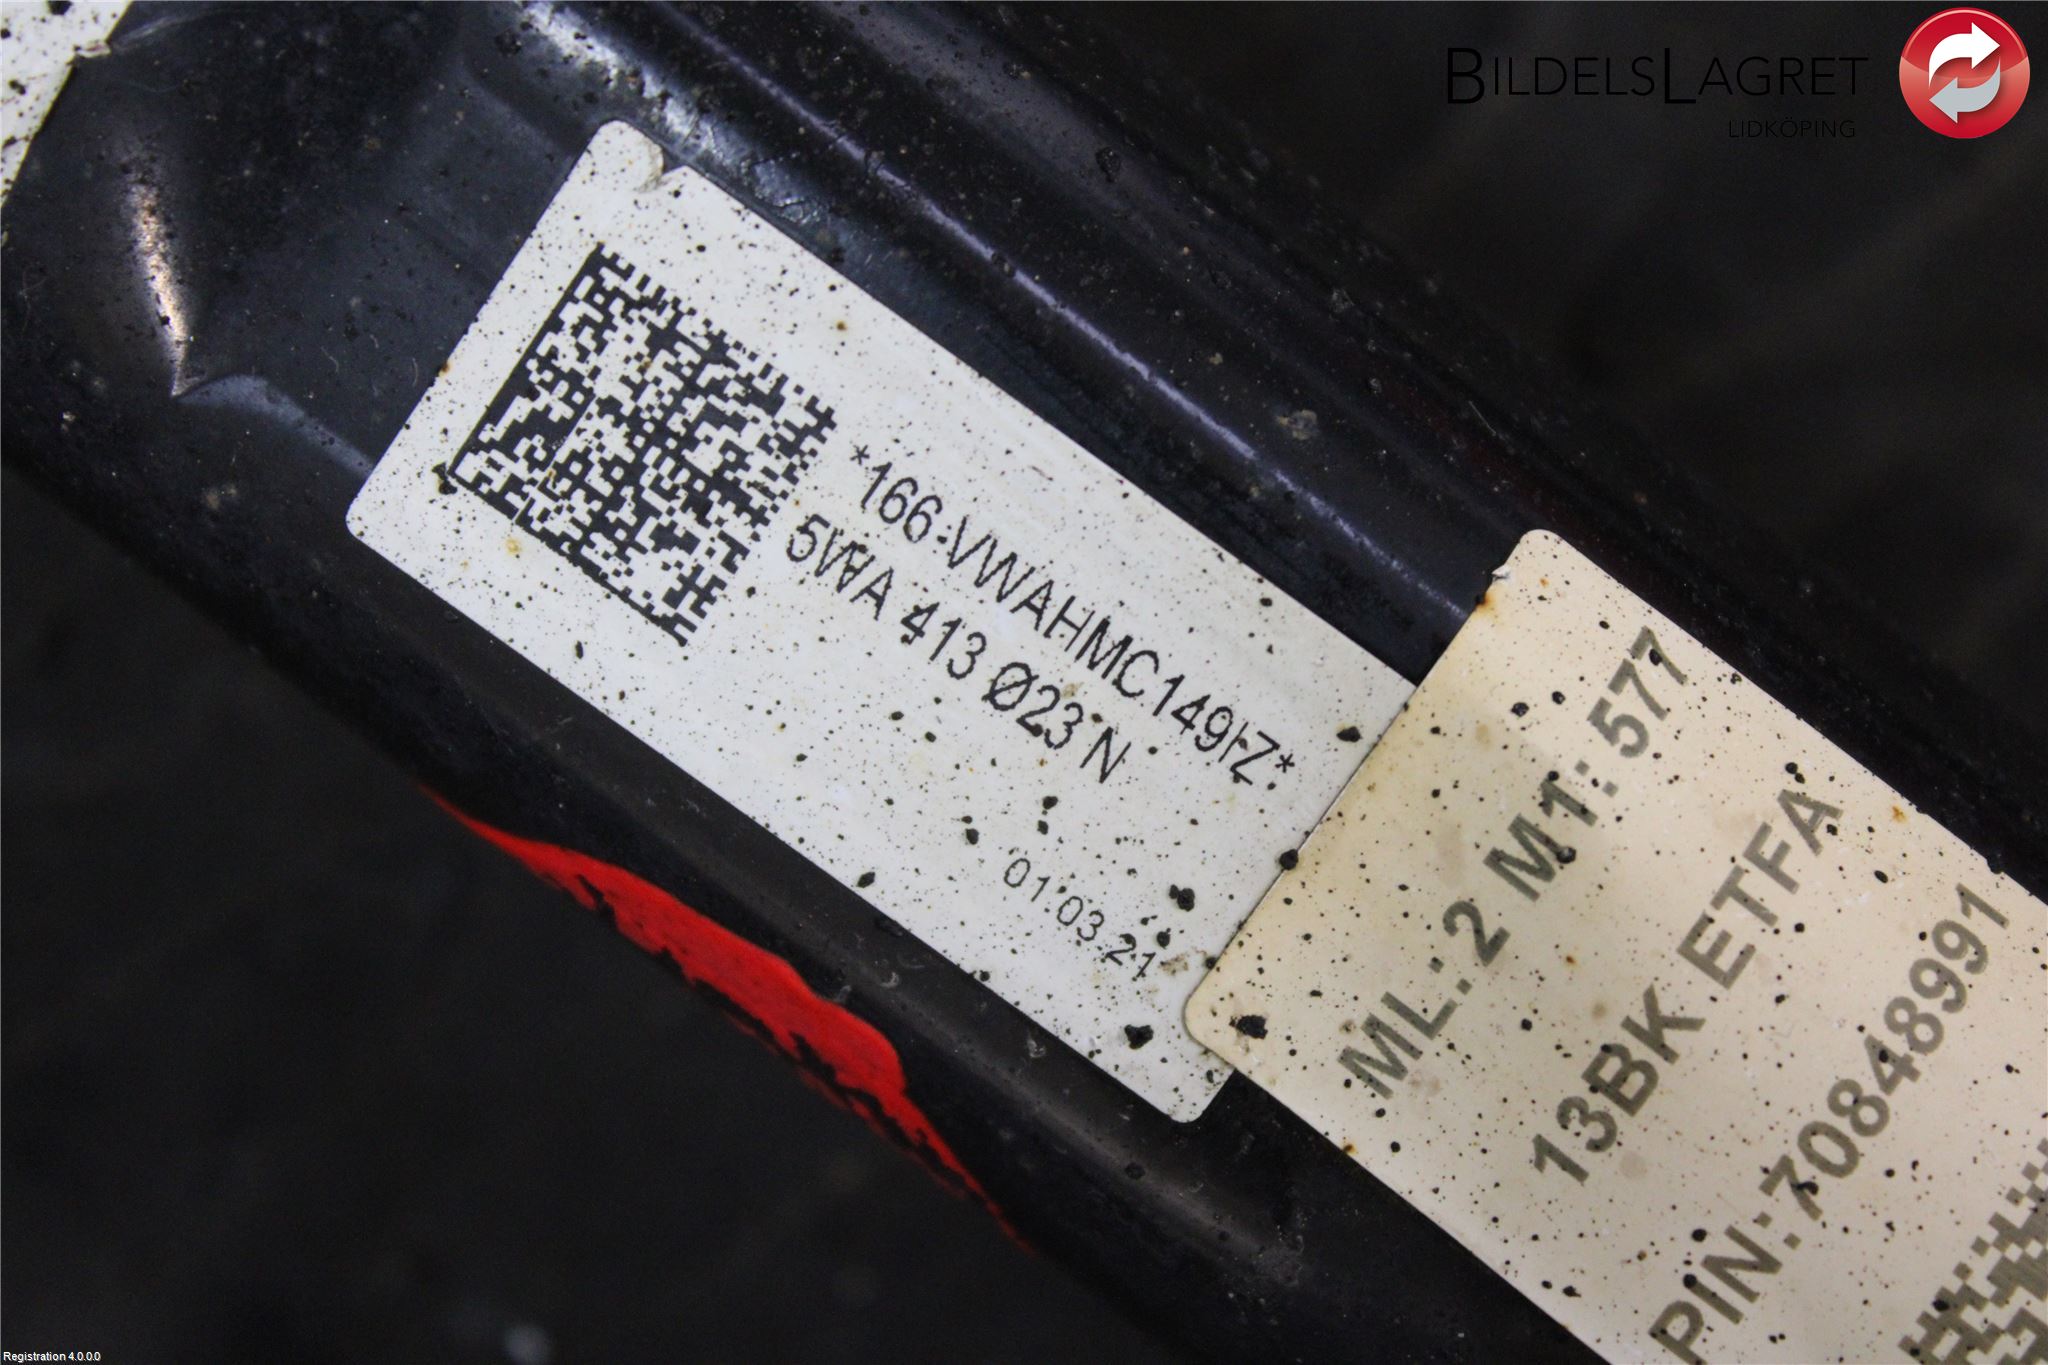 BILDELSLAGRET
LIDKÖPING
*166 VWAHMC149IZ*
5WA 413 Ø23 N
01.03.21
ML: 2 M1: 577
13BK ETFA
PIN:70848991
Registration 4.0.0.0